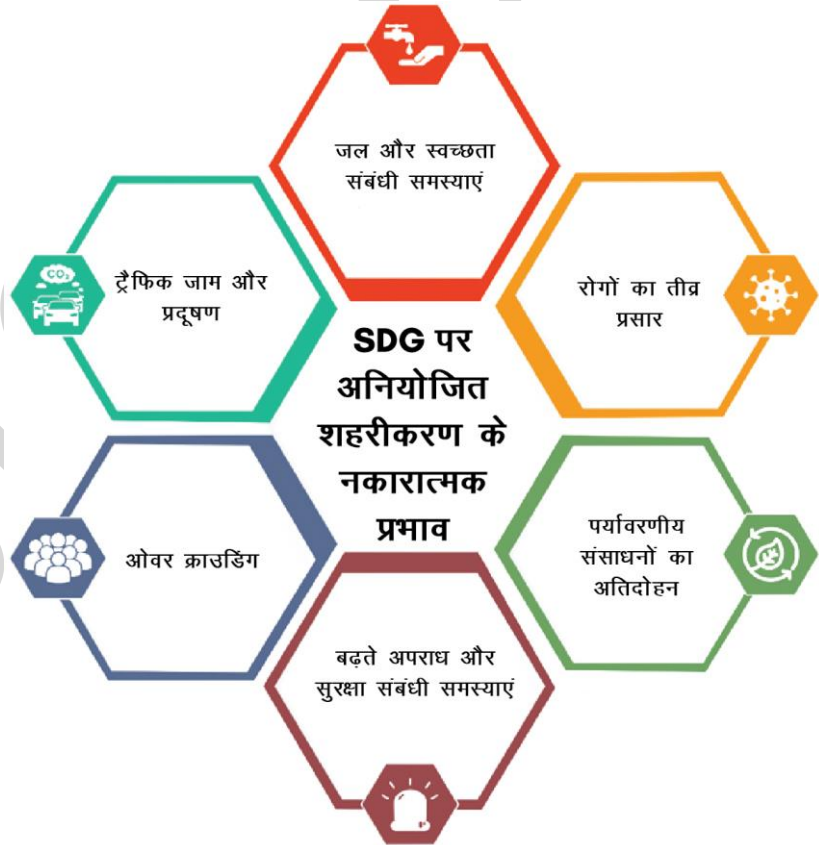 जल और स्वच्छता
संबंधी समस्याएं
ट्रैफिक जाम और
प्रदूषण
रोगों का तीव्र
प्रसार
SDG पर
अनियोजित
शहरीकरण के
नकारात्मक
प्रभाव
ओवर क्राउडिंग
पर्यावरणीय
संसाधनों का
अतिदोहन
बढ़ते अपराध और
सुरक्षा संबंधी समस्याएं
CO₂